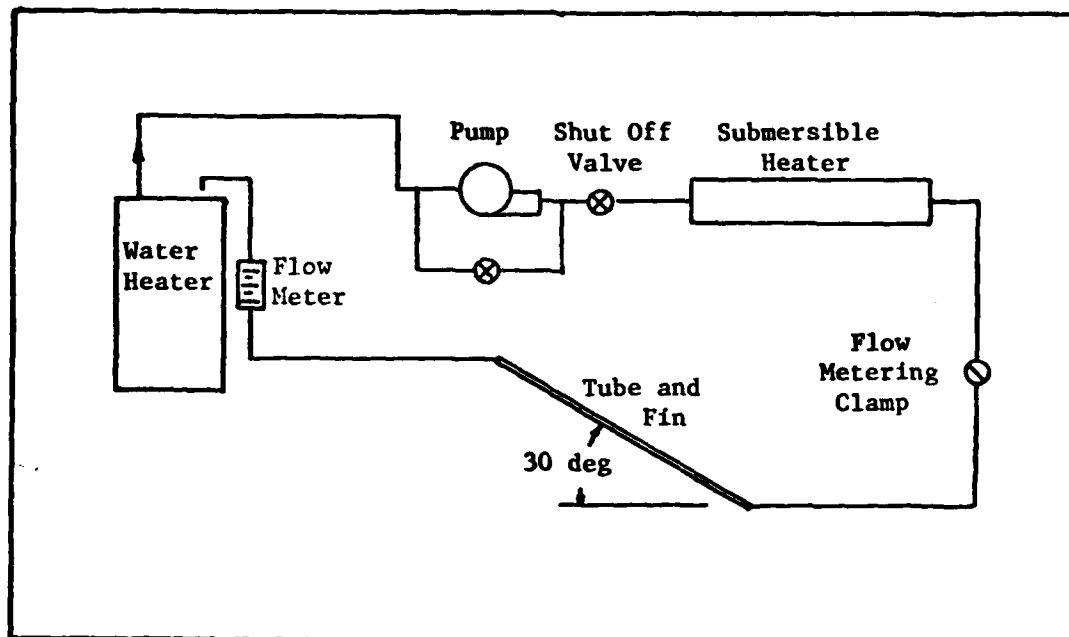 Pump
Shut Off
Valve
Submersible
Heater
Water
Heater
Flow
Meter
Flow
Metering
Clamp
Tube and
Fin
30 deg